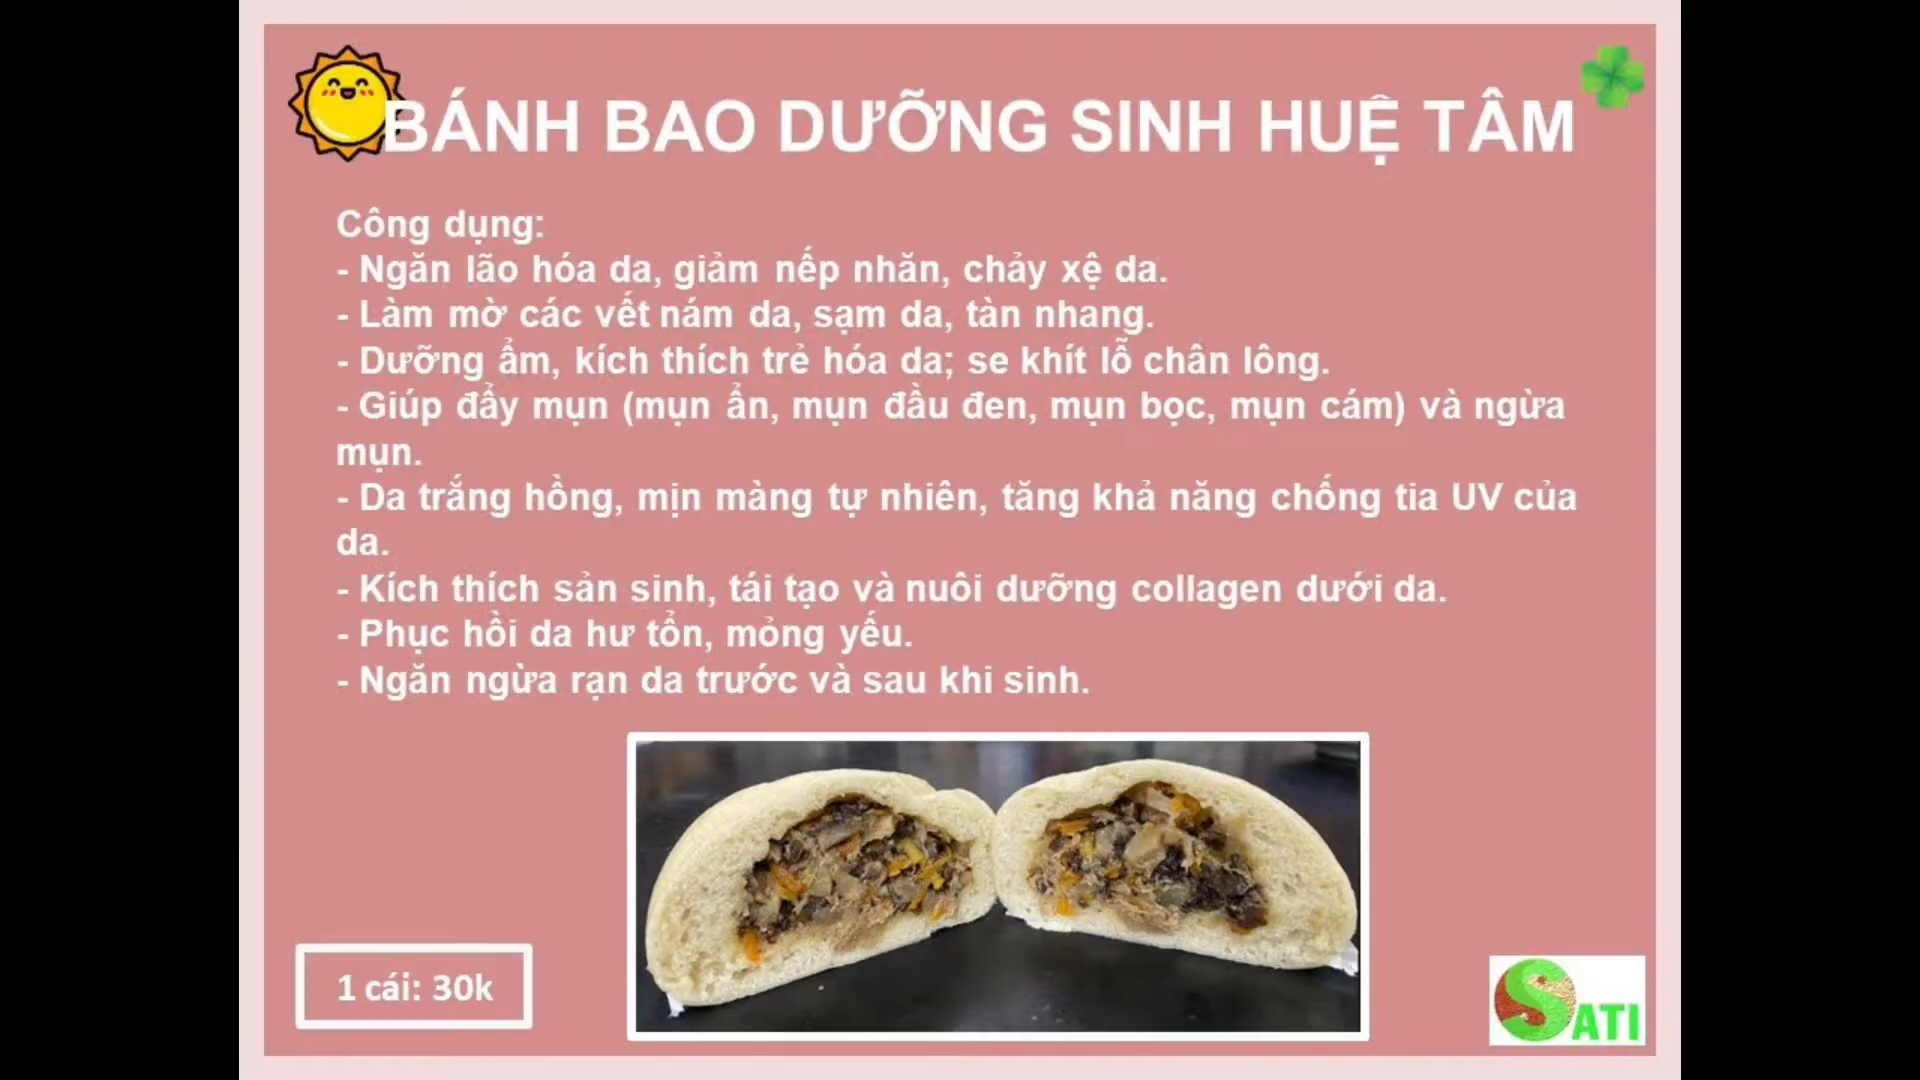 BÁNH BAO DƯỠNG SINH HUỆ TÂM
Công dụng:
- Ngăn lão hóa da, giảm nếp nhăn, chảy xệ da.
- Làm mờ các vết nám da, sạm da, tàn nhang.
- Dưỡng ẩm, kích thích trẻ hóa da; se khít lỗ chân lông.
- Giúp đẩy mụn (mụn ẩn, mụn đầu đen, mụn bọc, mụn cám) và ngừa
mụn.
- Da trắng hồng, mịn màng tự nhiên, tăng khả năng chống tia UV của
da.
- Kích thích sản sinh, tái tạo và nuôi dưỡng collagen dưới da.
- Phục hồi da hư tổn, mỏng yếu.
- Ngăn ngừa rạn da trước và sau khi sinh.
1 cái: 30k
SATI